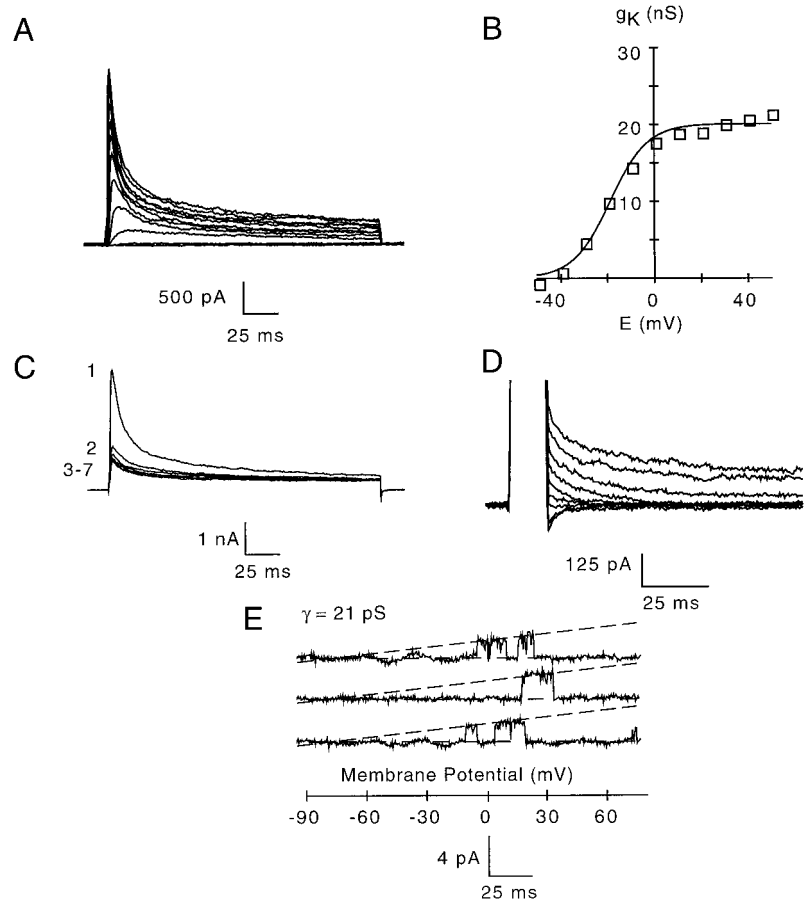 A
500 pA
25 ms
B
gK (nS)
30
20
10
-40
0
40
E (mV)
C
1
2
3-7
1 nA
25 ms
D
125 pA
25 ms
E
γ = 21 pS
Membrane Potential (mV)
-90 -60 -30 0 30 60
4 pA
25 ms